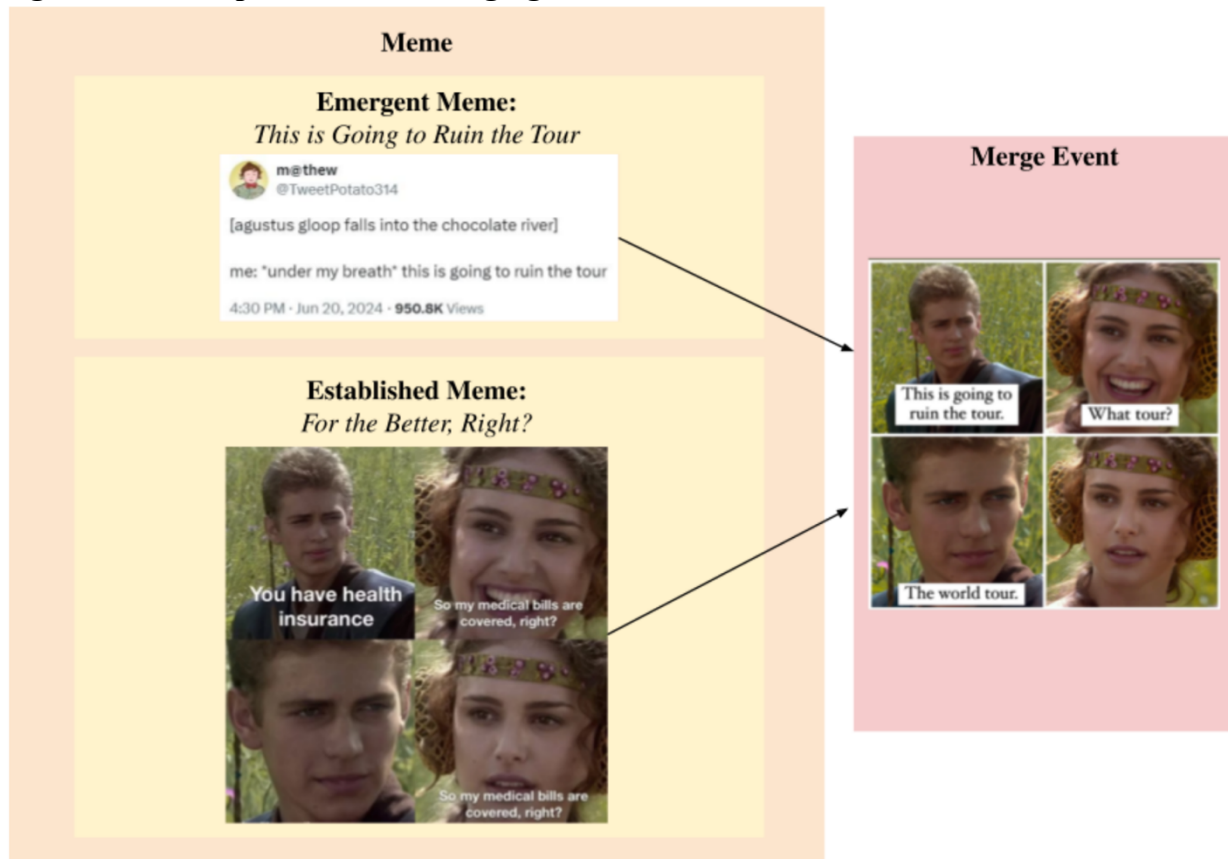 Meme
Emergent Meme:
This is Going to Ruin the Tour
m@thew
@TweetPotato314
[agustus gloop falls into the chocolate river]
me: *under my breath* this is going to ruin the tour
4:30 PM · Jun 20, 2024 · 950.8K Views
Established Meme:
For the Better, Right?
You have health
insurance
So my medical bills are
covered, right?
So my medical bills are
covered, right?
Merge Event
This is going to
ruin the tour.
What tour?
The world tour.